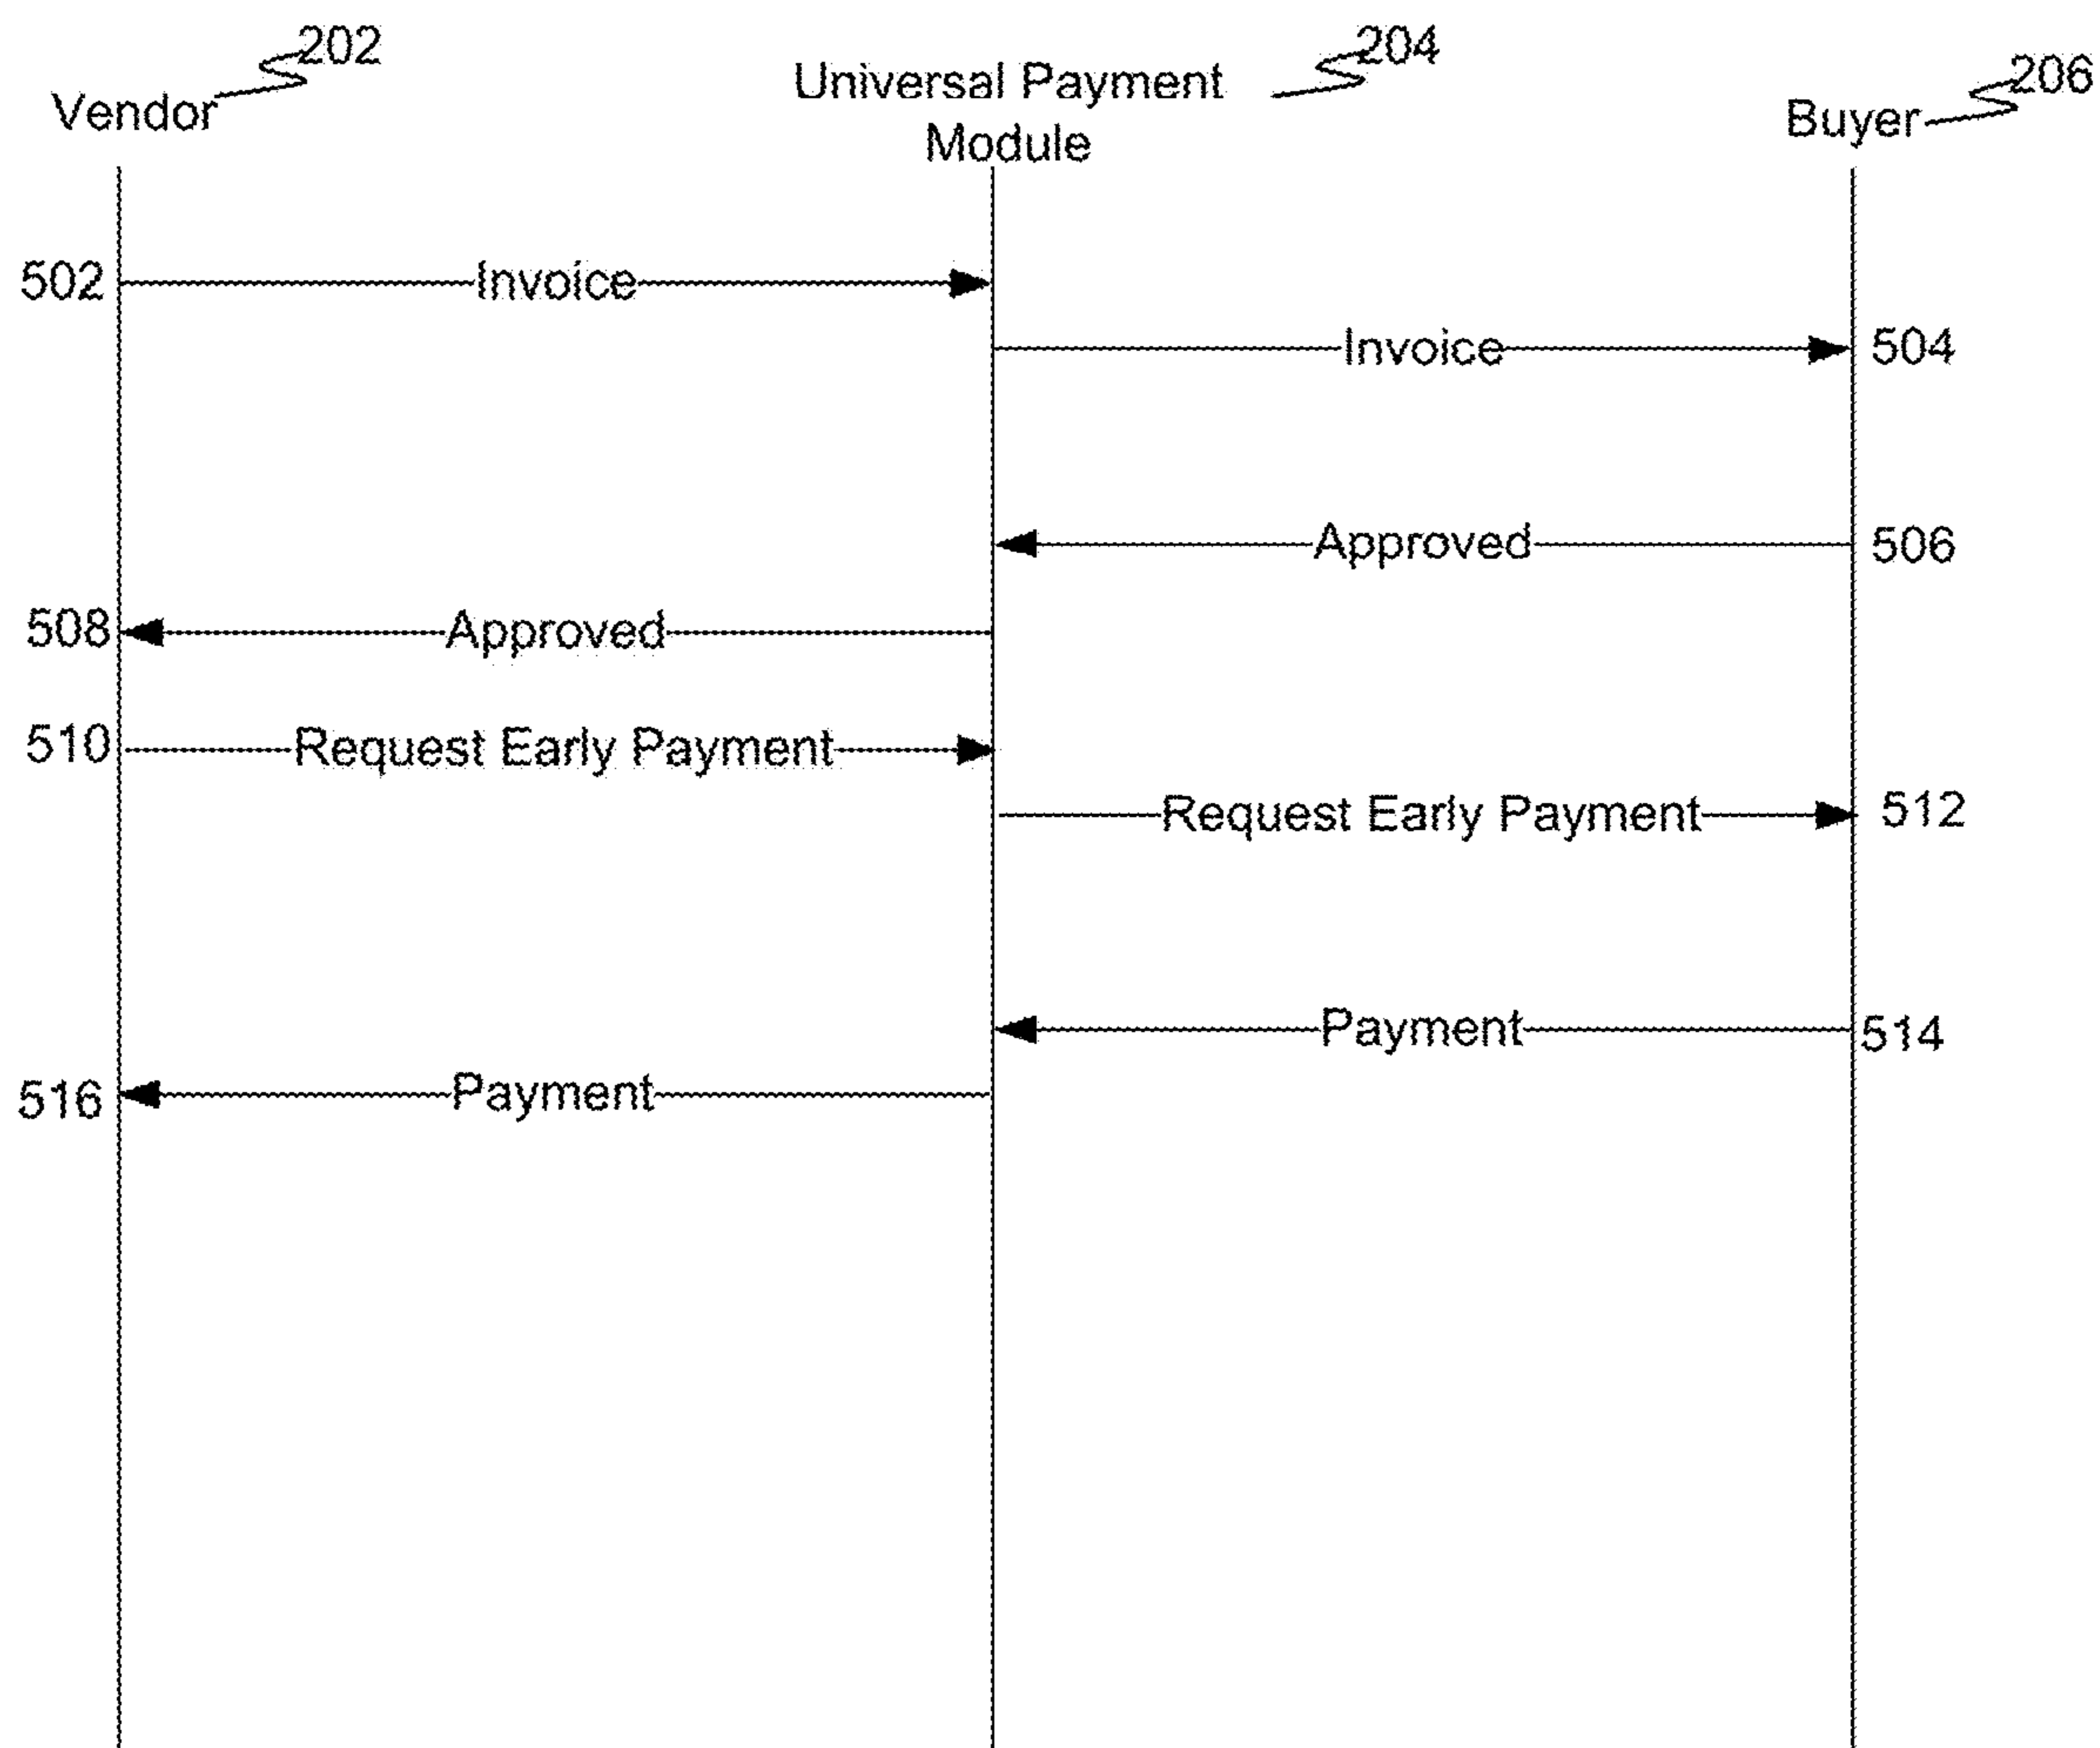 202
204
206
Vendor
Universal Payment
Module
Buyer
502
Invoice
Invoice
504
Approved
506
508
Approved
510
Request Early Payment
Request Early Payment
512
Payment
514
516
Payment